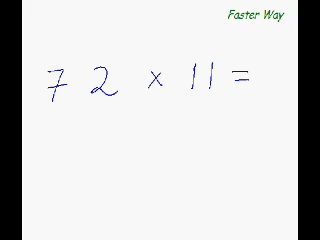 Faster Way
72 × 11 =